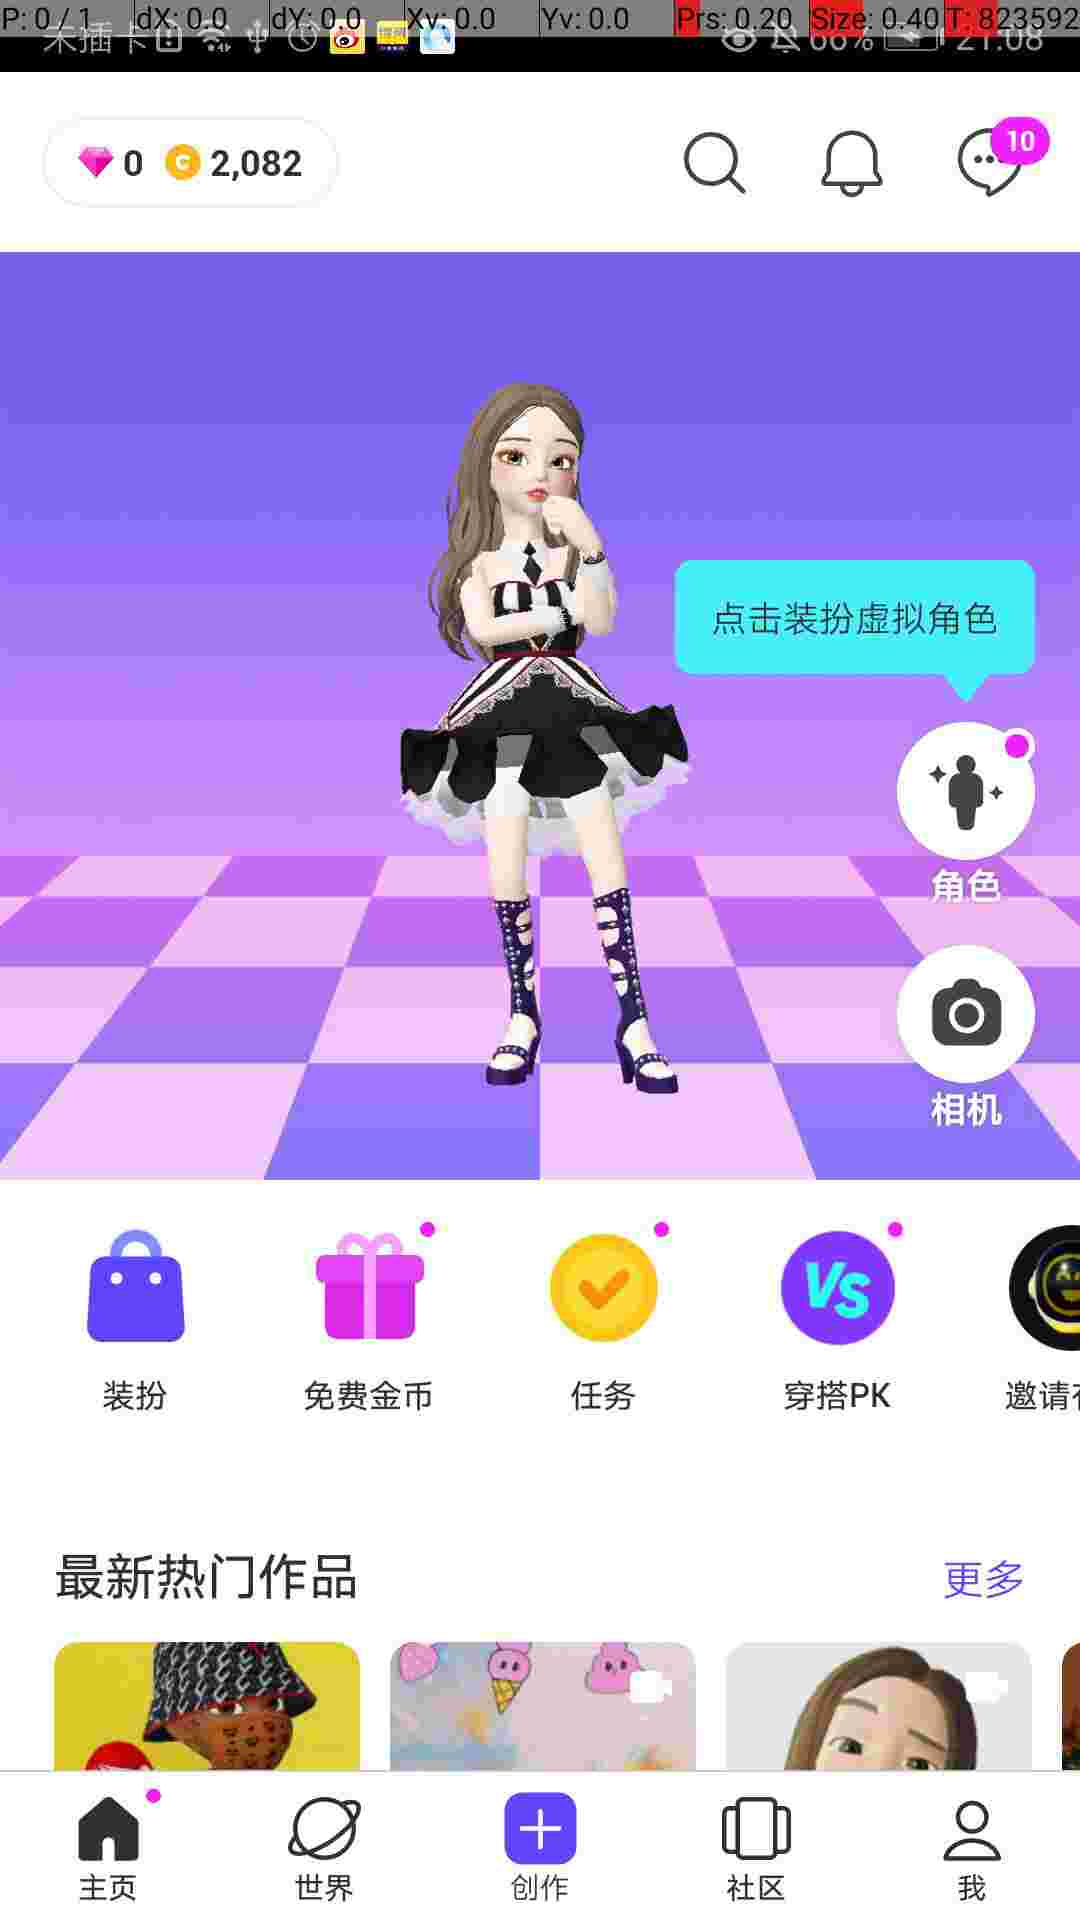 P: 0 / 1 dX: 0.0 dY: 0.0 Xv: 0.0 Yv: 0.0 Prs: 0.20 Size: 0.40 T: 823592
未插卡 66% 21:08
0 2,082 10
点击装扮虚拟角色
角色
相机
VS
装扮 免费金币 任务 穿搭PK 邀请
最新热门作品 更多
主页 世界 创作 社区 我